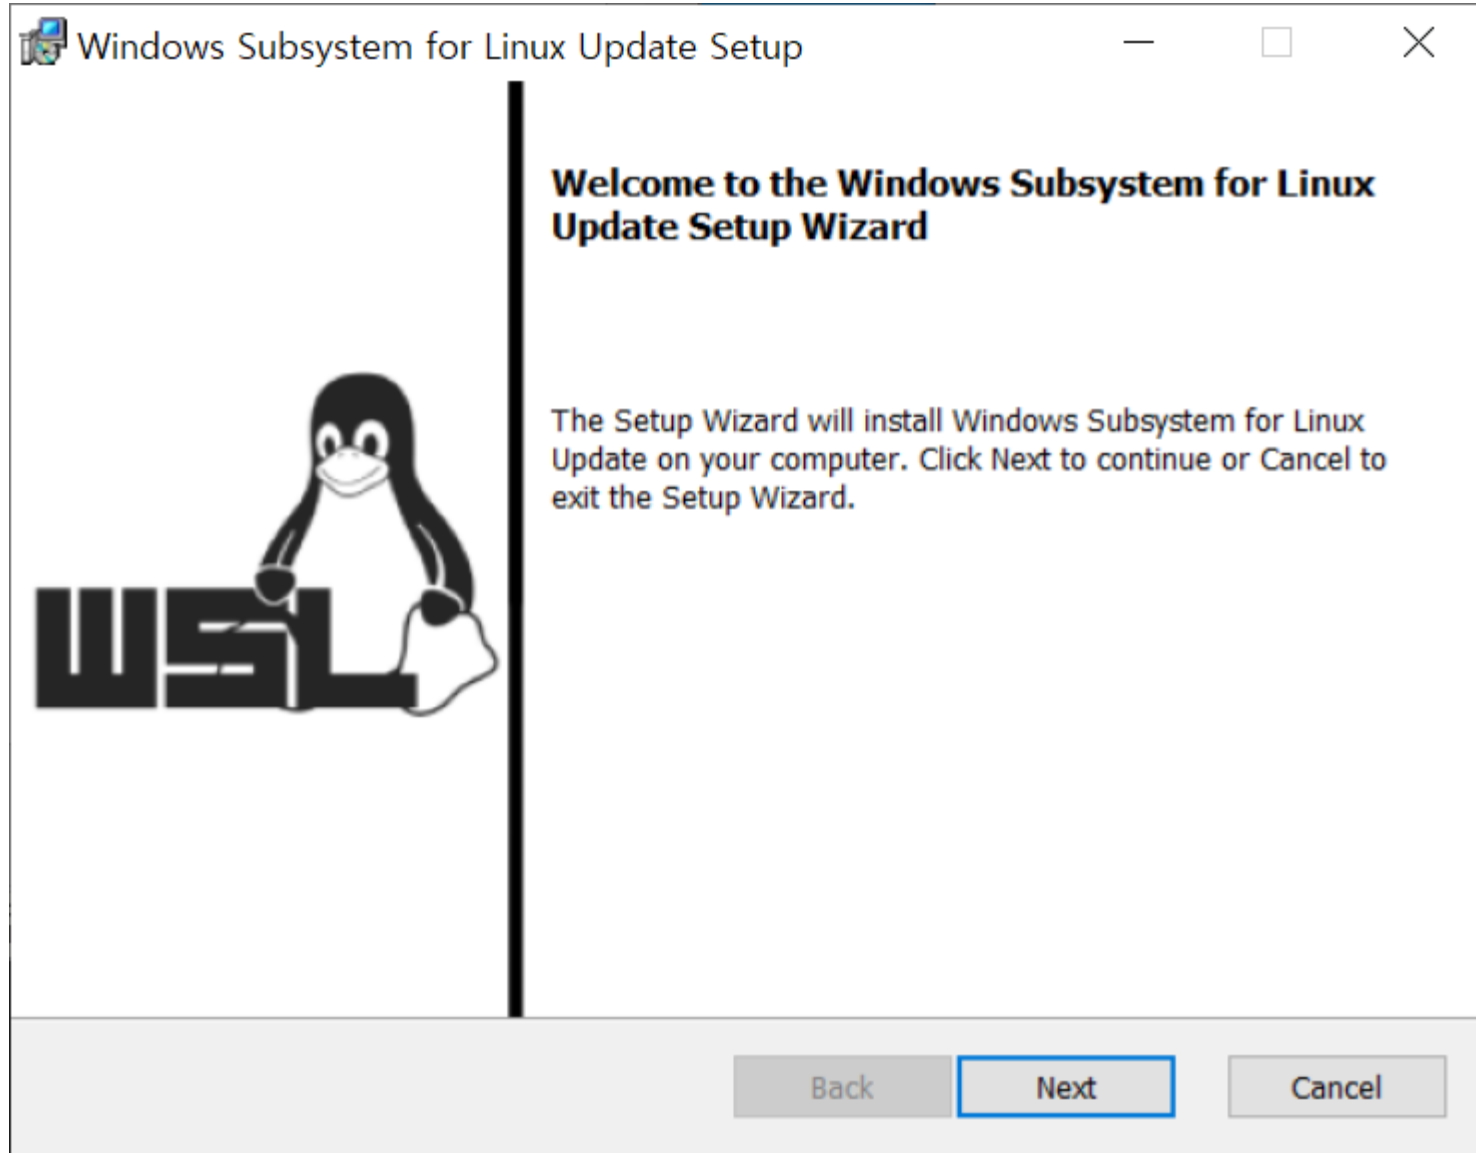 Windows Subsystem for Linux Update Setup
Welcome to the Windows Subsystem for Linux
Update Setup Wizard
The Setup Wizard will install Windows Subsystem for Linux
Update on your computer. Click Next to continue or Cancel to
exit the Setup Wizard.
WSL
Back
Next
Cancel